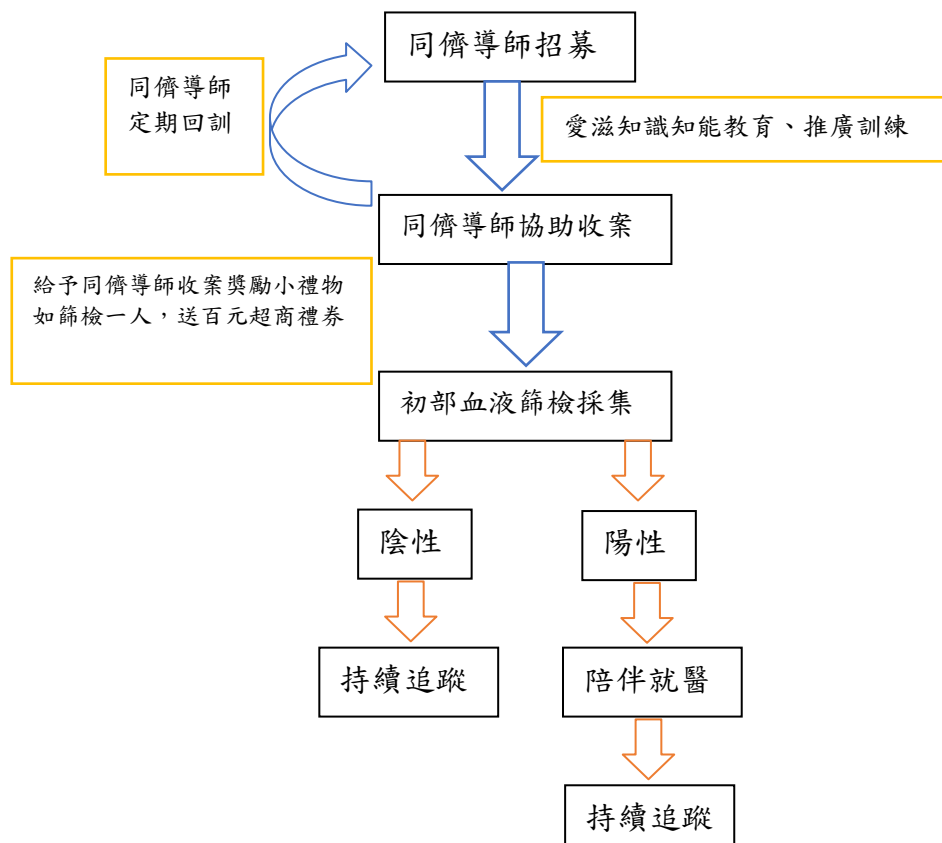 同儕導師招募
同儕導師
定期回訓
愛滋知識知能教育、推廣訓練
同儕導師協助收案
給予同儕導師收案獎勵小禮物
如篩檢一人，送百元超商禮券
初部血液篩檢採集
陰性
陽性
持續追蹤
陪伴就醫
持續追蹤